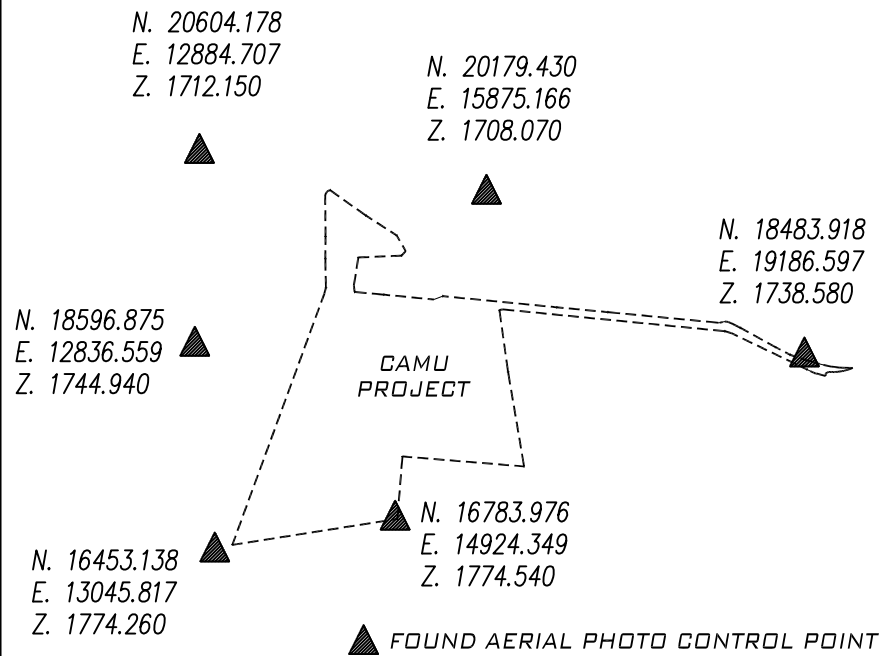 N. 20604.178
E. 12884.707
Z. 1712.150
N. 20179.430
E. 15875.166
Z. 1708.070
N. 18483.918
E. 19186.597
Z. 1738.580
N. 18596.875
E. 12836.559
Z. 1744.940
CAMU
PROJECT
N. 16783.976
E. 14924.349
Z. 1774.540
N. 16453.138
E. 13045.817
Z. 1774.260
FOUND AERIAL PHOTO CONTROL POINT